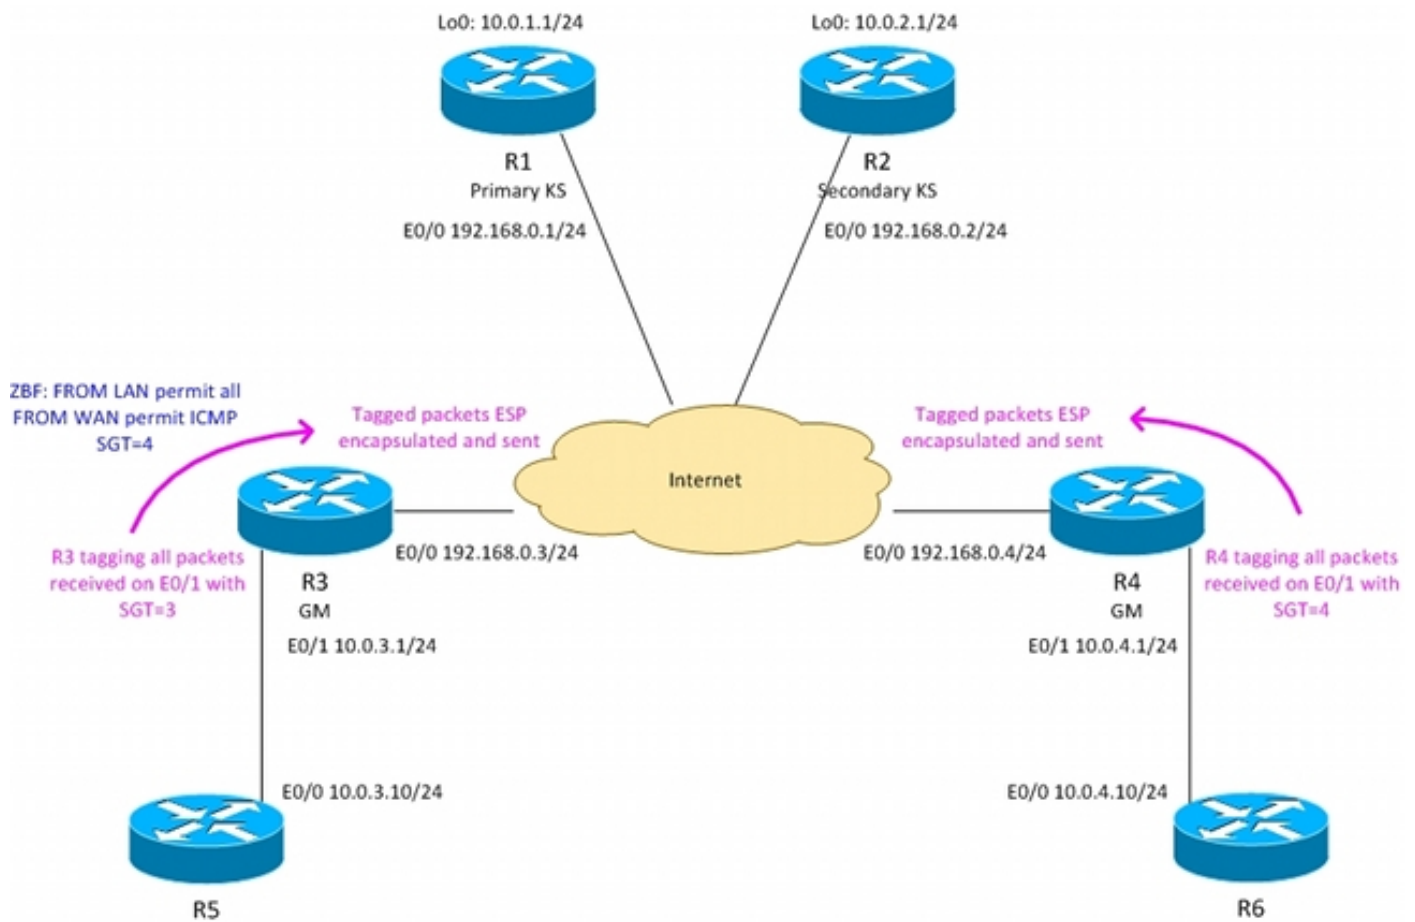 Lo0: 10.0.1.1/24
Lo0: 10.0.2.1/24
R1
Primary KS
E0/0 192.168.0.1/24
R2
Secondary KS
E0/0 192.168.0.2/24
ZBF: FROM LAN permit all
FROM WAN permit ICMP
SGT=4
Tagged packets ESP
encapsulated and sent
Tagged packets ESP
encapsulated and sent
Internet
R3 tagging all packets
received on E0/1 with
SGT=3
E0/0 192.168.0.3/24
R3
GM
E0/1 10.0.3.1/24
E0/0 192.168.0.4/24
R4
GM
E0/1 10.0.4.1/24
R4 tagging all packets
received on E0/1 with
SGT=4
E0/0 10.0.3.10/24
R5
E0/0 10.0.4.10/24
R6